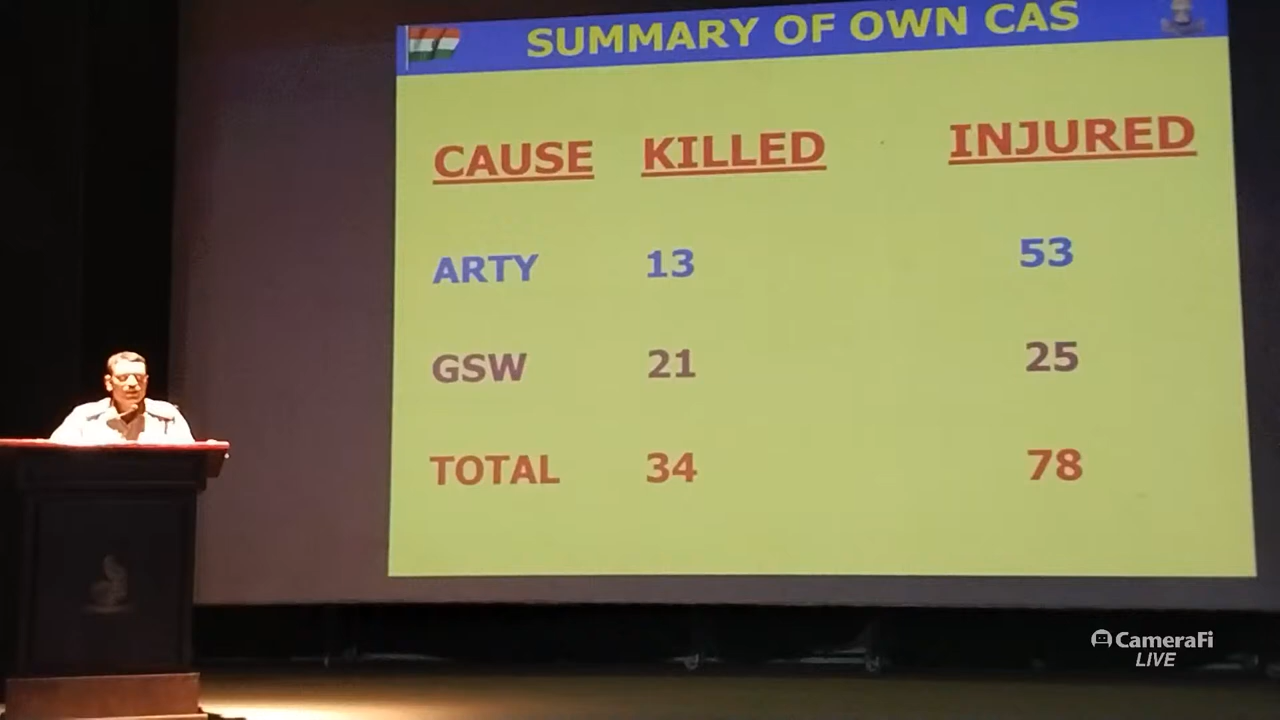 SUMMARY OF OWN CAS
CAUSE KILLED INJURED
ARTY 13 53
GSW 21 25
TOTAL 34 78
CameraFi
LIVE